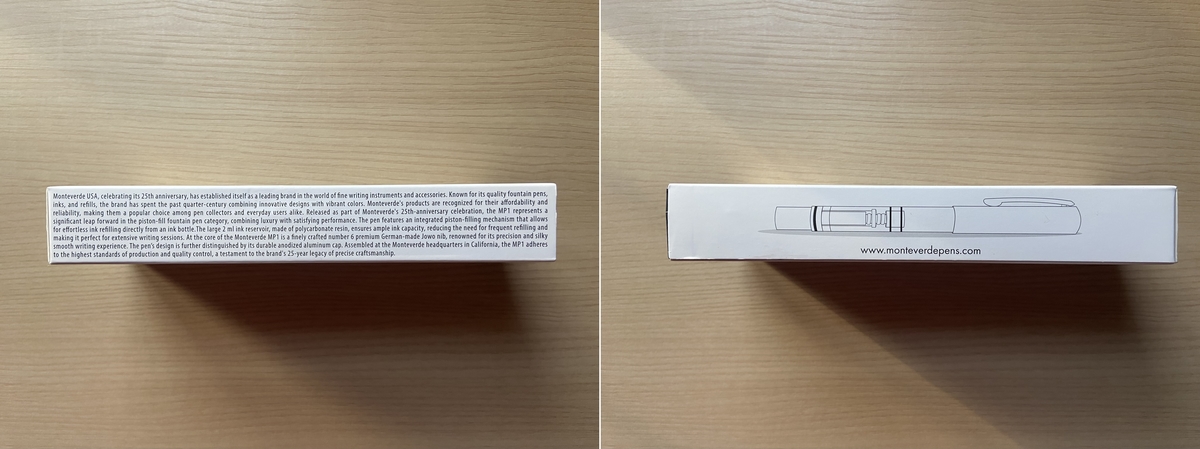 Monteverde USA, celebrating its 25th anniversary, has established itself as a leading brand in the world of fine writing instruments and accessories. Known for its quality fountain pens,
inks, and refills, the brand has spent the past quarter-century combining innovative designs with vibrant colors. Monteverde's products are recognized for their affordability and
reliability, making them a popular choice among pen collectors and everyday users alike. Released as part of Monteverde's 25th-anniversary celebration, the MP1 represents a
significant leap forward in the piston-fill fountain pen category, combining luxury with satisfying performance. The pen features an integrated piston-filling mechanism that allows
for effortless ink refilling directly from an ink bottle.The large 2 ml ink reservoir, made of polycarbonate resin, ensures ample ink capacity, reducing the need for frequent refilling and
making it perfect for extensive writing sessions. At the core of the Monteverde MP1 is a finely crafted number 6 premium German-made Jowo nib, renowned for its precision and silky
smooth writing experience. The pen's design is further distinguished by its durable anodized aluminum cap. Assembled at the Monteverde headquarters in California, the MP1 adheres
to the highest standards of production and quality control, a testament to the brand's 25-year legacy of precise craftsmanship.
www.monteverdepens.com